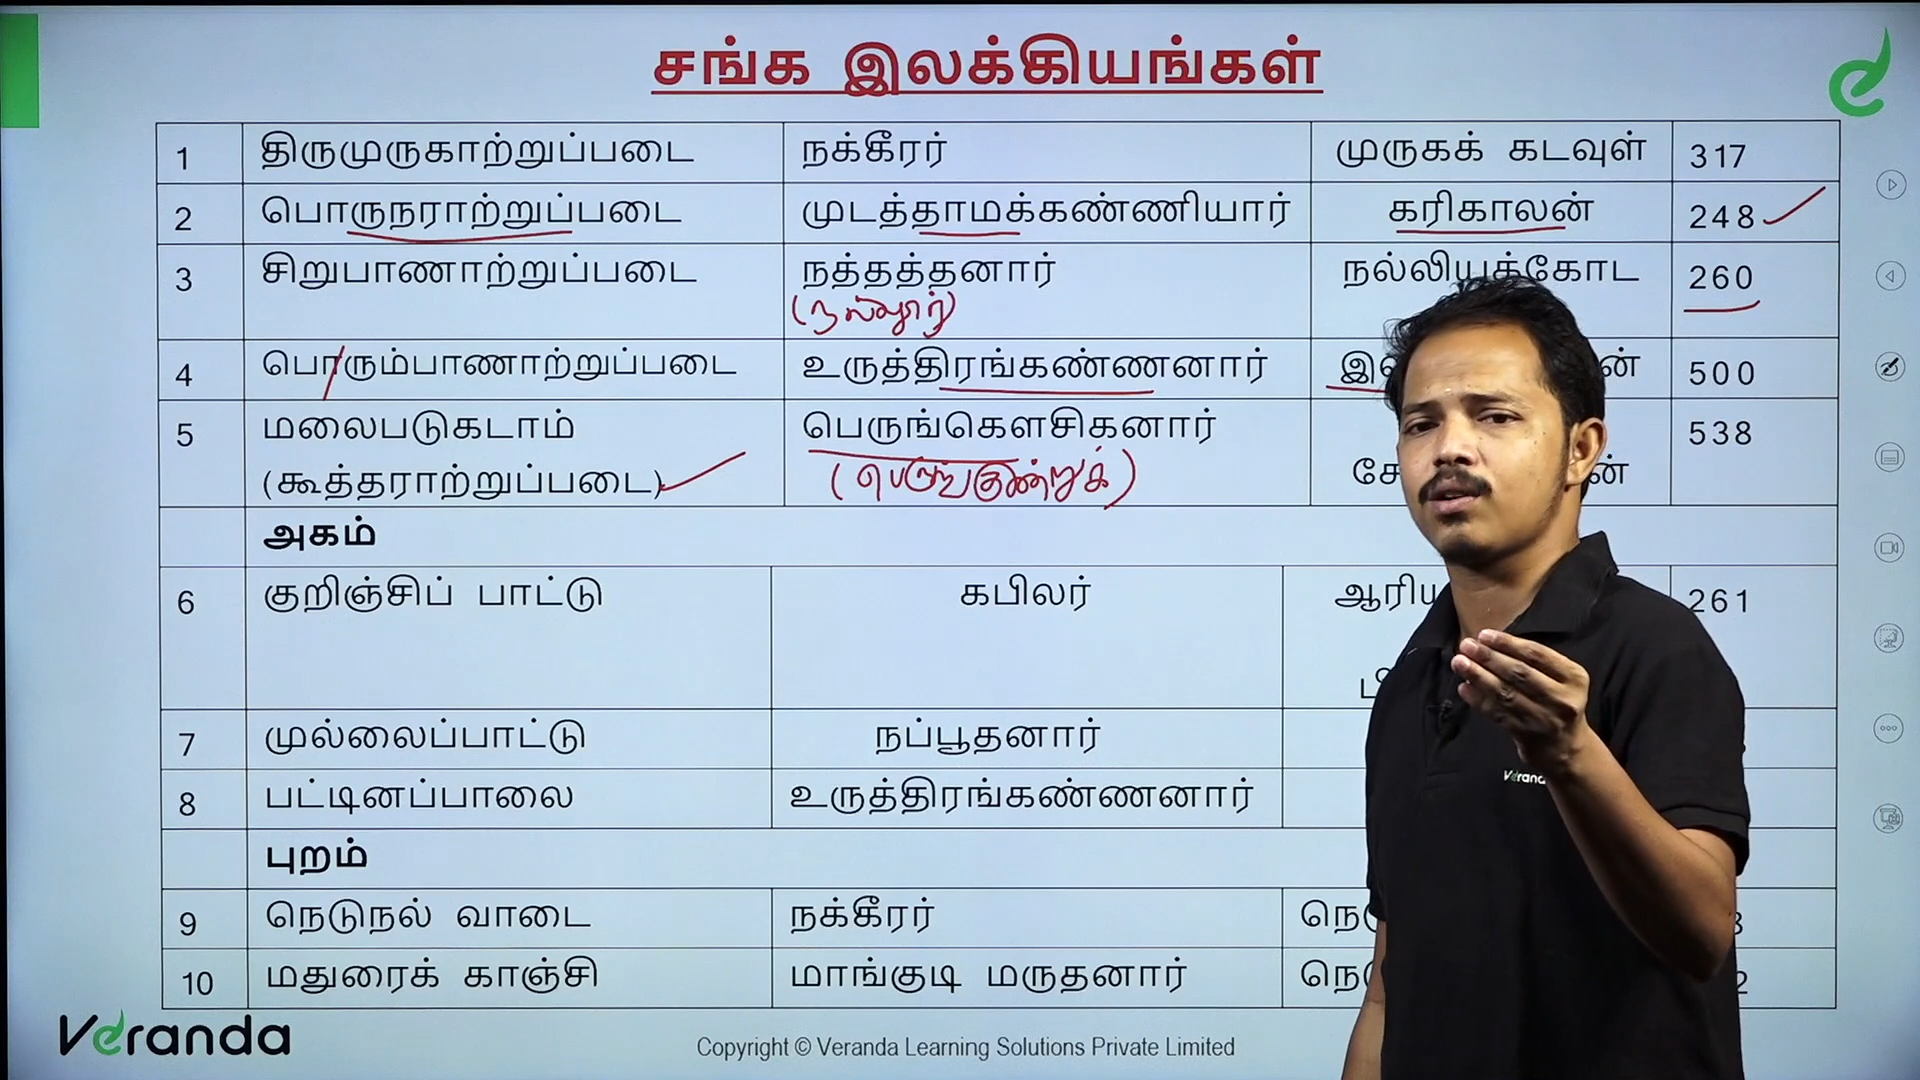 சங்க இலக்கியங்கள்
1 திருமுருகாற்றுப்படை நக்கீரர் முருகக் கடவுள் 317
2 பொருநராற்றுப்படை முடத்தாமக்கண்ணியார் கரிகாலன் 248
3 சிறுபாணாற்றுப்படை நத்தத்தனார் நல்லியக்கோட 260
(நல்லூர்)
4 பொரும்பாணாற்றுப்படை உருத்திரங்கண்ணனார் 500
5 மலைபடுகடாம் பெருங்கௌசிகனார் 538
(கூத்தராற்றுப்படை) (பெருங்குன்றூர்)
அகம்
6 குறிஞ்சிப் பாட்டு கபிலர் 261
7 முல்லைப்பாட்டு நப்பூதனார்
8 பட்டினப்பாலை உருத்திரங்கண்ணனார்
புறம்
9 நெடுநல் வாடை நக்கீரர்
10 மதுரைக் காஞ்சி மாங்குடி மருதனார்
Veranda
Copyright © Veranda Learning Solutions Private Limited
Veranda